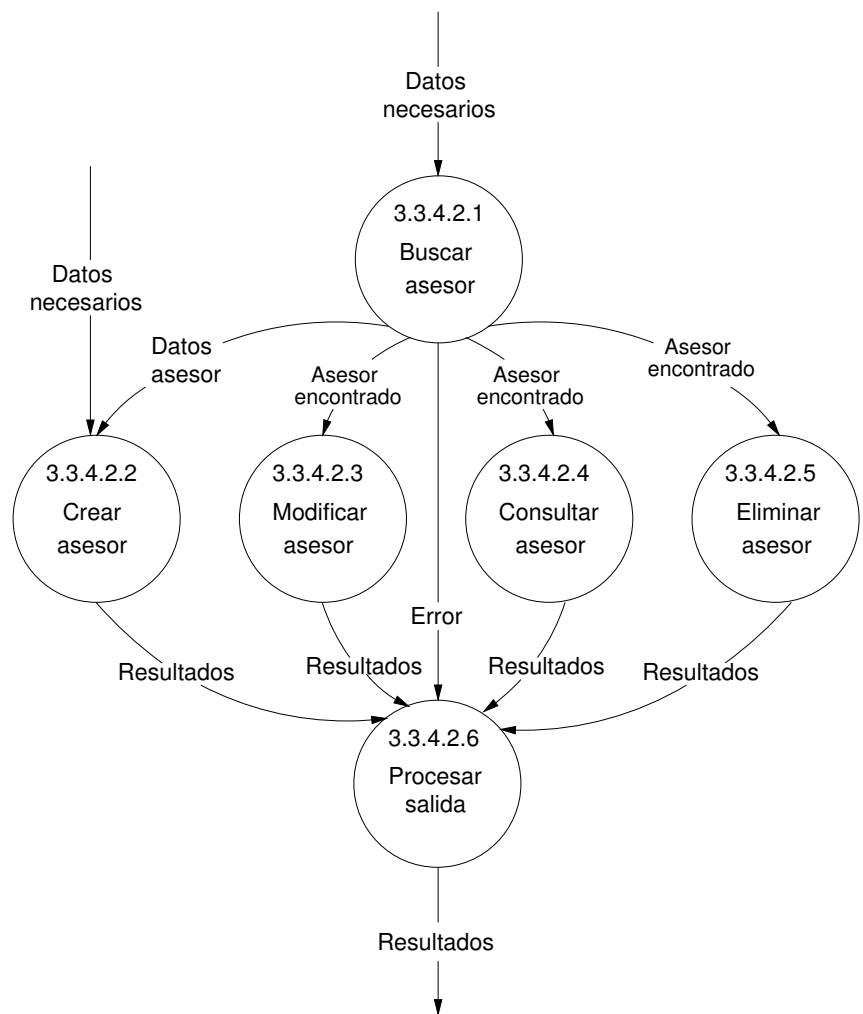 Datos
necesarios
3.3.4.2.1
Buscar
asesor
Datos
necesarios
Datos
asesor
Asesor
encontrado
Asesor
encontrado
Asesor
encontrado
3.3.4.2.2
Crear
asesor
3.3.4.2.3
Modificar
asesor
3.3.4.2.4
Consultar
asesor
3.3.4.2.5
Eliminar
asesor
Error
Resultados
Resultados
Resultados
Resultados
3.3.4.2.6
Procesar
salida
Resultados